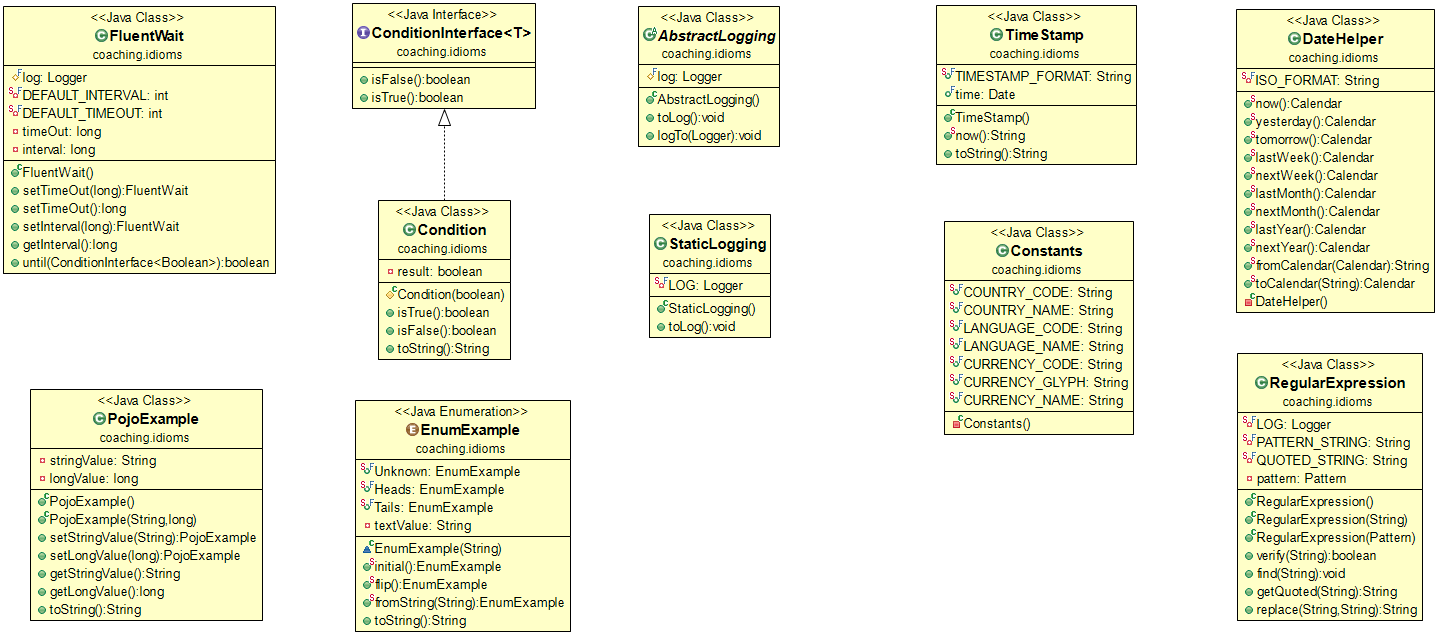 <<Java Class>>
FluentWait
coaching.idioms
log: Logger
DEFAULT_INTERVAL: int
DEFAULT_TIMEOUT: int
timeOut: long
interval: long
FluentWait()
setTimeOut(long):FluentWait
setTimeOut():long
setInterval(long):FluentWait
getInterval():long
until(ConditionInterface<Boolean>):boolean
<<Java Interface>>
ConditionInterface<T>
coaching.idioms
isFalse():boolean
isTrue():boolean
<<Java Class>>
AbstractLogging
coaching.idioms
log: Logger
AbstractLogging()
toLog():void
logTo(Logger):void
<<Java Class>>
TimeStamp
coaching.idioms
TIMESTAMP_FORMAT: String
time: Date
TimeStamp()
now():String
toString():String
<<Java Class>>
DateHelper
coaching.idioms
ISO_FORMAT: String
now():Calendar
yesterday():Calendar
tomorrow():Calendar
lastWeek():Calendar
nextWeek():Calendar
lastMonth():Calendar
nextMonth():Calendar
lastYear():Calendar
nextYear():Calendar
fromCalendar(Calendar):String
toCalendar(String):Calendar
DateHelper()
<<Java Class>>
Condition
coaching.idioms
result: boolean
Condition(boolean)
isTrue():boolean
isFalse():boolean
toString():String
<<Java Class>>
StaticLogging
coaching.idioms
LOG: Logger
StaticLogging()
toLog():void
<<Java Class>>
Constants
coaching.idioms
COUNTRY_CODE: String
COUNTRY_NAME: String
LANGUAGE_CODE: String
LANGUAGE_NAME: String
CURRENCY_CODE: String
CURRENCY_GLYPH: String
CURRENCY_NAME: String
Constants()
<<Java Class>>
PojoExample
coaching.idioms
stringValue: String
longValue: long
PojoExample()
PojoExample(String,long)
setStringValue(String):PojoExample
setLongValue(long):PojoExample
getStringValue():String
getLongValue():long
toString():String
<<Java Enumeration>>
EnumExample
coaching.idioms
Unknown: EnumExample
Heads: EnumExample
Tails: EnumExample
textValue: String
EnumExample(String)
initial():EnumExample
flip():EnumExample
fromString(String):EnumExample
toString():String
<<Java Class>>
RegularExpression
coaching.idioms
LOG: Logger
PATTERN_STRING: String
QUOTED_STRING: String
pattern: Pattern
RegularExpression()
RegularExpression(String)
RegularExpression(Pattern)
verify(String):boolean
find(String):void
getQuoted(String):String
replace(String,String):String